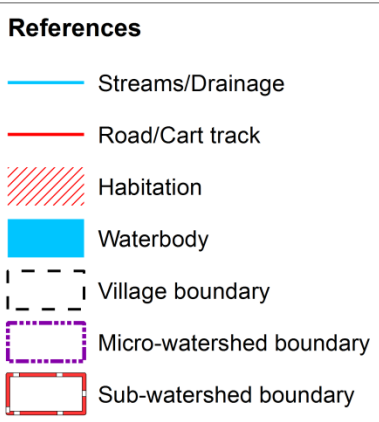 References
Streams/Drainage
Road/Cart track
Habitation
Waterbody
Village boundary
Micro-watershed boundary
Sub-watershed boundary